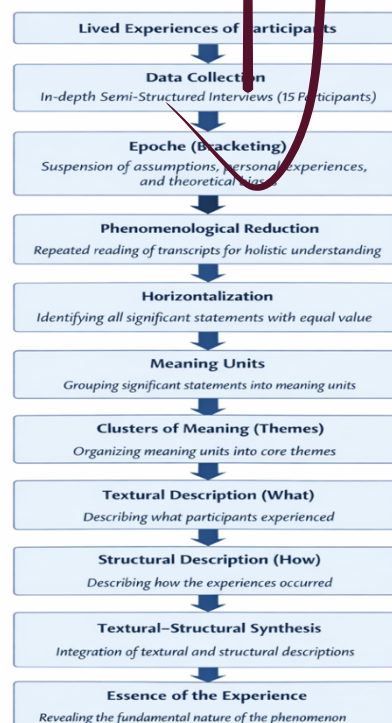 Lived Experiences of Participants
Data Collection
In-depth Semi-Structured Interviews (15 Participants)
Epoche (Bracketing)
Suspension of assumptions, personal experiences,
and theoretical biases
Phenomenological Reduction
Repeated reading of transcripts for holistic understanding
Horizontalization
Identifying all significant statements with equal value
Meaning Units
Grouping significant statements into meaning units
Clusters of Meaning (Themes)
Organizing meaning units into core themes
Textural Description (What)
Describing what participants experienced
Structural Description (How)
Describing how the experiences occurred
Textural–Structural Synthesis
Integration of textural and structural descriptions
Essence of the Experience
Revealing the fundamental nature of the phenomenon